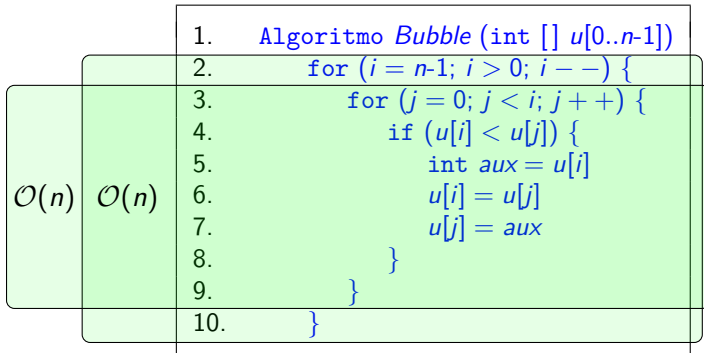 1. Algoritmo Bubble (int [] u[0..n-1])
2. for (i = n-1; i > 0; i − −) {
3. for (j = 0; j < i; j + +) {
4. if (u[i] < u[j]) {
5. int aux = u[i]
O(n) O(n) 6. u[i] = u[j]
7. u[j] = aux
8. }
9. }
10. }